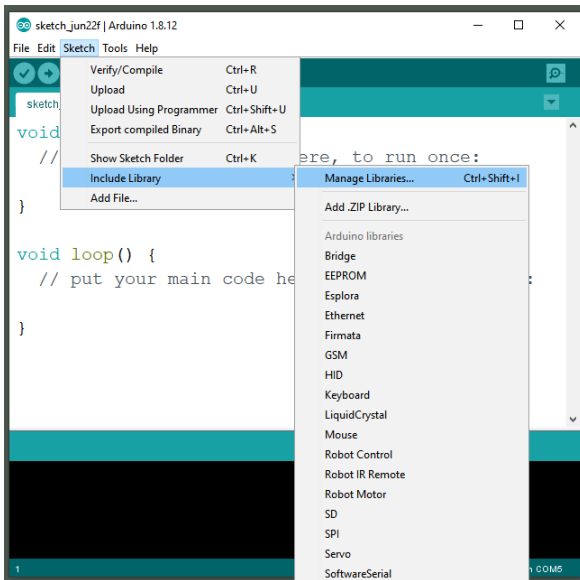 sketch_jun22f | Arduino 1.8.12
File Edit Sketch Tools Help
Verify/Compile Ctrl+R
Upload Ctrl+U
Upload Using Programmer Ctrl+Shift+U
Export compiled Binary Ctrl+Alt+S
Show Sketch Folder Ctrl+K
Include Library
Add File...
Manage Libraries... Ctrl+Shift+I
Add .ZIP Library...
Arduino libraries
Bridge
EEPROM
Esplora
Ethernet
Firmata
GSM
HID
Keyboard
LiquidCrystal
Mouse
Robot Control
Robot IR Remote
Robot Motor
SD
SPI
Servo
SoftwareSerial
sketch_
void
// ere, to run once:
}
void loop() {
// put your main code he :
}
1 COM5